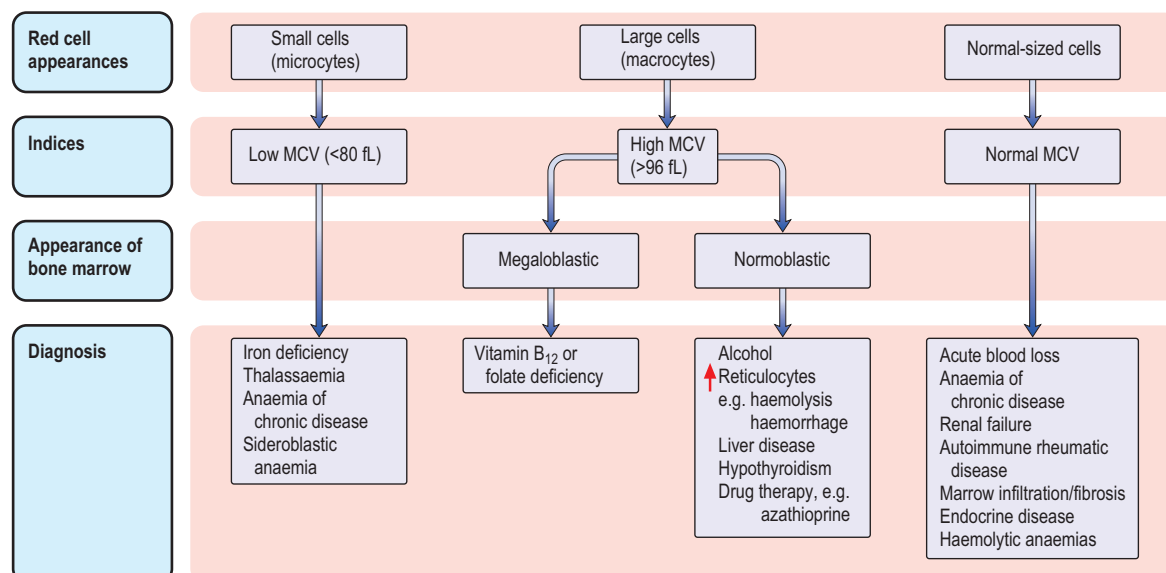 Red cell
appearances
Small cells
(microcytes)
Large cells
(macrocytes)
Normal-sized cells
Indices
Low MCV (<80 fL)
High MCV
(>96 fL)
Normal MCV
Appearance of
bone marrow
Megaloblastic
Normoblastic
Diagnosis
Iron deficiency
Thalassaemia
Anaemia of
chronic disease
Sideroblastic
anaemia
Vitamin B₁₂ or
folate deficiency
Alcohol
Reticulocytes
e.g. haemolysis
haemorrhage
Liver disease
Hypothyroidism
Drug therapy, e.g.
azathioprine
Acute blood loss
Anaemia of
chronic disease
Renal failure
Autoimmune rheumatic
disease
Marrow infiltration/fibrosis
Endocrine disease
Haemolytic anaemias